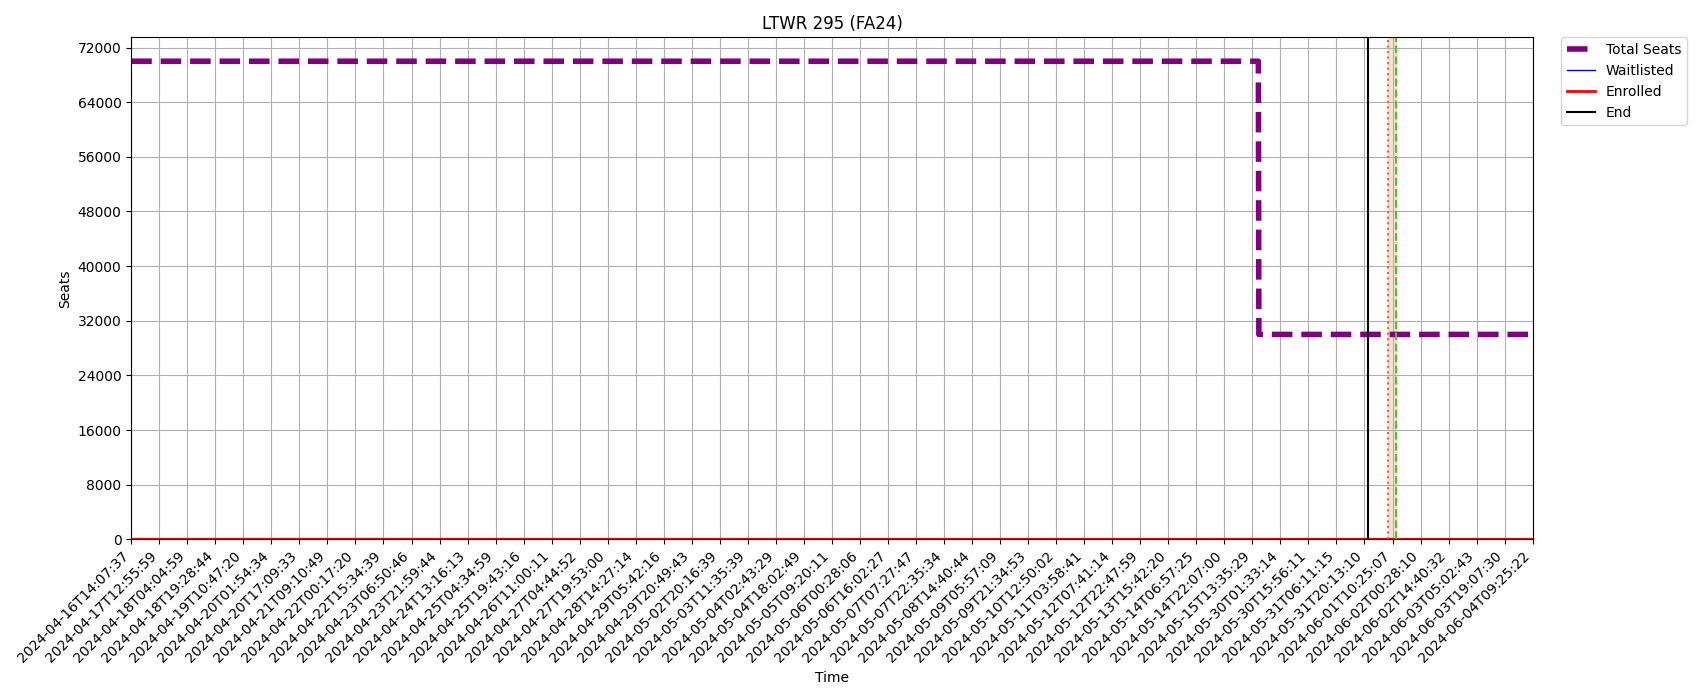 LTWR 295 (FA24)
Total Seats
Waitlisted
Enrolled
End
72000
64000
56000
48000
40000
32000
24000
16000
8000
0
Seats
2024-04-16T14:07:37
2024-04-17T12:55:59
2024-04-18T04:04:59
2024-04-18T19:28:44
2024-04-19T10:47:20
2024-04-20T01:54:34
2024-04-20T17:09:33
2024-04-21T09:10:49
2024-04-22T00:17:20
2024-04-22T15:34:39
2024-04-23T06:50:46
2024-04-23T21:59:44
2024-04-24T13:16:13
2024-04-25T04:34:59
2024-04-25T19:43:16
2024-04-26T11:00:11
2024-04-27T04:44:52
2024-04-27T19:53:00
2024-04-28T14:27:14
2024-04-29T05:42:16
2024-04-29T20:49:43
2024-05-02T20:16:39
2024-05-03T11:35:39
2024-05-04T02:43:29
2024-05-04T18:02:49
2024-05-05T09:20:11
2024-05-06T00:28:06
2024-05-06T16:02:27
2024-05-07T07:27:47
2024-05-07T22:35:34
2024-05-08T14:40:44
2024-05-09T05:57:09
2024-05-09T21:34:53
2024-05-10T12:50:02
2024-05-11T03:58:41
2024-05-12T07:41:14
2024-05-12T22:47:59
2024-05-13T15:42:20
2024-05-14T06:57:25
2024-05-14T22:07:00
2024-05-15T13:35:29
2024-05-30T01:33:14
2024-05-30T15:56:11
2024-05-31T06:11:15
2024-05-31T20:13:10
2024-06-01T10:25:07
2024-06-02T00:28:10
2024-06-02T14:40:32
2024-06-03T05:02:43
2024-06-03T19:07:30
2024-06-04T09:25:22
Time